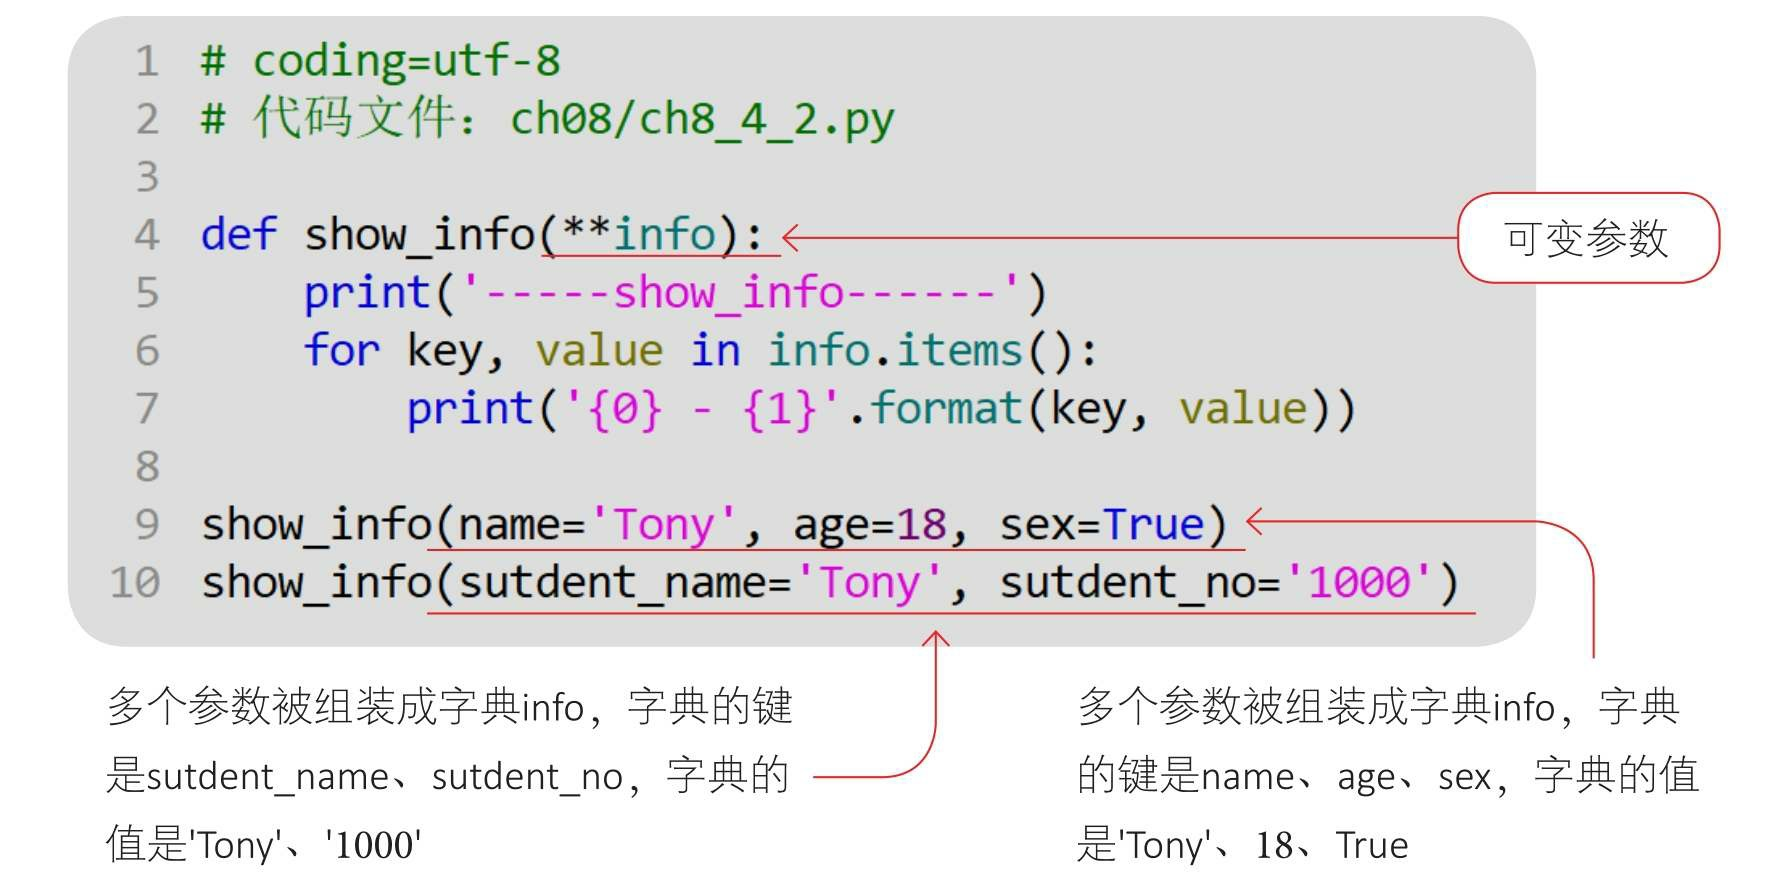 1 # coding=utf-8
2 # 代码文件：ch08/ch8_4_2.py
3
4 def show_info(**info):
可变参数
5     print('-----show_info------')
6     for key, value in info.items():
7         print('{0} - {1}'.format(key, value))
8
9 show_info(name='Tony', age=18, sex=True)
10 show_info(sutdent_name='Tony', sutdent_no='1000')
多个参数被组装成字典info，字典的键
是sutdent_name、sutdent_no，字典的
值是'Tony'、'1000'
多个参数被组装成字典info，字典
的键是name、age、sex，字典的值
是'Tony'、18、True